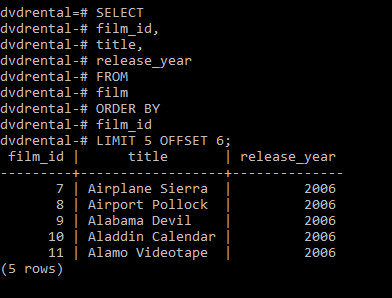 dvdrental=# SELECT
dvdrental-# film_id,
dvdrental-# title,
dvdrental-# release_year
dvdrental-# FROM
dvdrental-# film
dvdrental-# ORDER BY
dvdrental-# film_id
dvdrental-# LIMIT 5 OFFSET 6;
 film_id |      title       | release_year
---------+------------------+--------------
       7 | Airplane Sierra  |         2006
       8 | Airport Pollock  |         2006
       9 | Alabama Devil    |         2006
      10 | Aladdin Calendar |         2006
      11 | Alamo Videotape  |         2006
(5 rows)